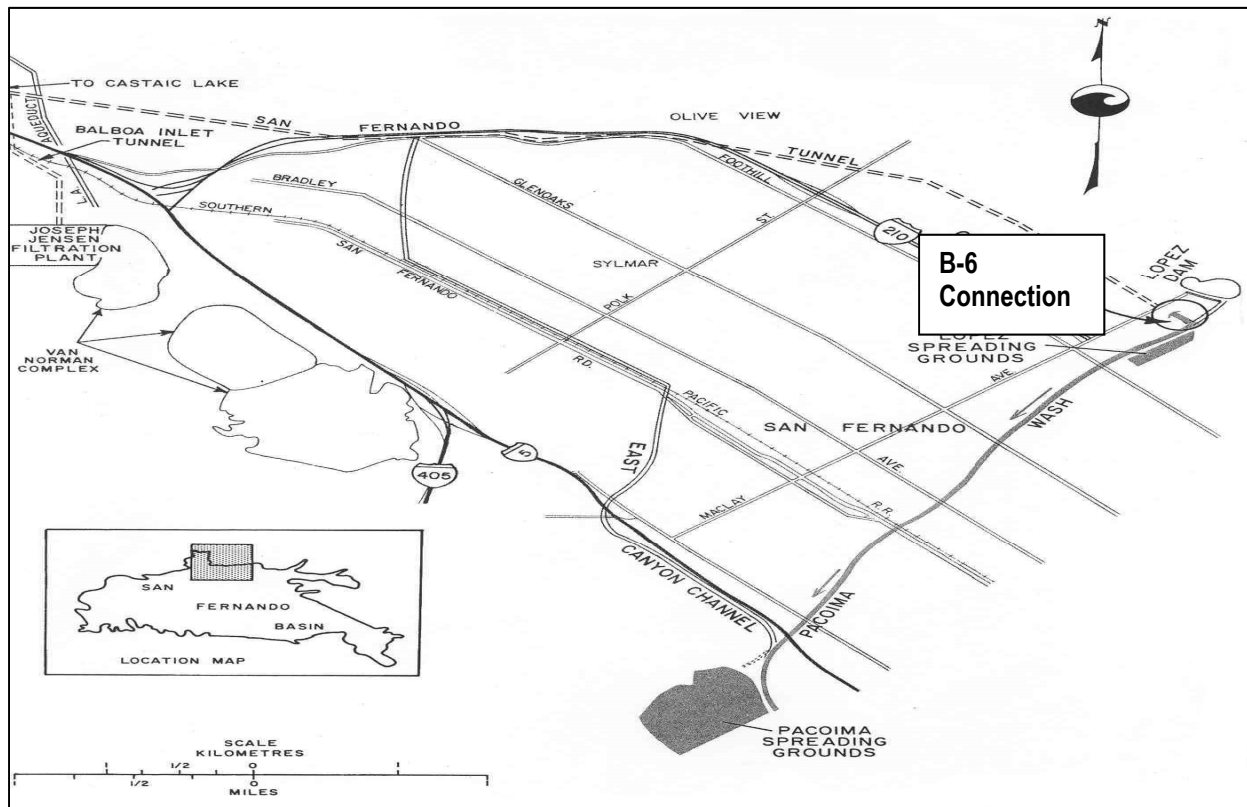 N
TO CASTAIC LAKE
AQUEDUCT
L.A.
BALBOA INLET
TUNNEL
SAN
FERNANDO
OLIVE VIEW
TUNNEL
FOOTHILL
BRADLEY
GLENOAKS
ST.
SOUTHERN
210
JOSEPH
JENSEN
FILTRATION
PLANT
SAN
FERNANDO
RD.
SYLMAR
POLK
B-6
Connection
LOPEZ
DAM
LOPEZ
SPREADING
GROUNDS
VAN
NORMAN
COMPLEX
AVE
PACIFIC
R.R.
WASH
SAN FERNANDO
AVE.
EAST
405
5
MACLAY
CANYON CHANNEL
PACOIMA
SAN
FERNANDO
BASIN
LOCATION MAP
PACOIMA
SPREADING
GROUNDS
SCALE
KILOMETRES
1/2
0
1/2
0
MILES